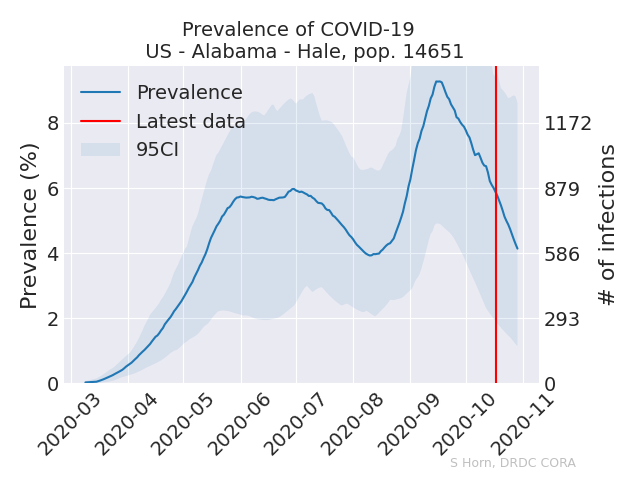 Prevalence of COVID-19
US - Alabama - Hale, pop. 14651
Prevalence
Latest data
95CI
Prevalence (%)
8
6
4
2
0
1172
879
586
293
0
# of infections
2020-03
2020-04
2020-05
2020-06
2020-07
2020-08
2020-09
2020-10
2020-11
S Horn, DRDC CORA